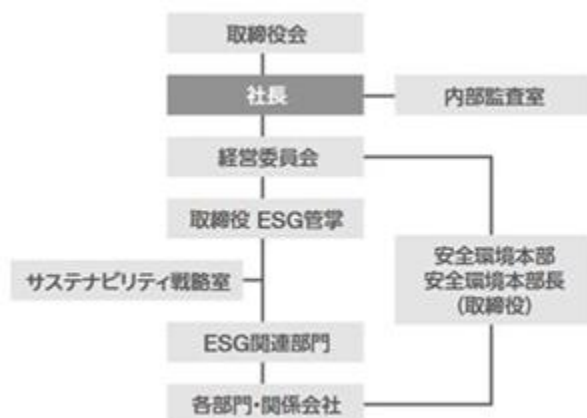 取締役会
社長
内部監査室
経営委員会
取締役 ESG管掌
サステナビリティ戦略室
安全環境本部
安全環境本部長
(取締役)
ESG関連部門
各部門・関係会社